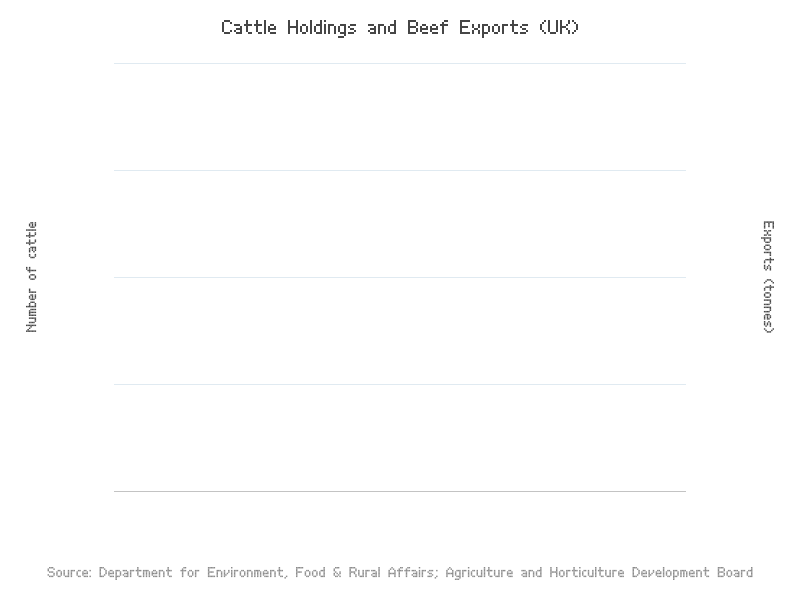 Cattle Holdings and Beef Exports (UK)
Number of cattle
Exports (tonnes)
Source: Department for Environment, Food & Rural Affairs; Agriculture and Horticulture Development Board